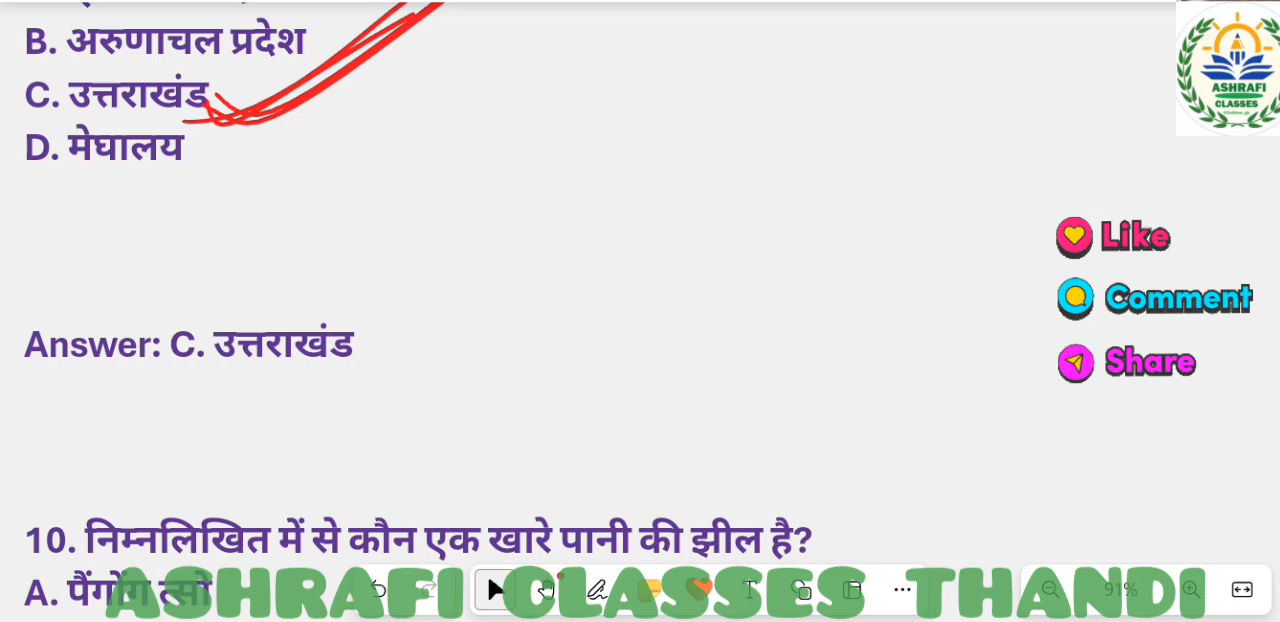 B. अरुणाचल प्रदेश
C. उत्तराखंड
D. मेघालय
ASHRAFI
CLASSES
Like
Comment
Share
Answer: C. उत्तराखंड
10. निम्नलिखित में से कौन एक खारे पानी की झील है?
A. पैंगोंग त्सो
91%
ASHRAFI CLASSES THANDI